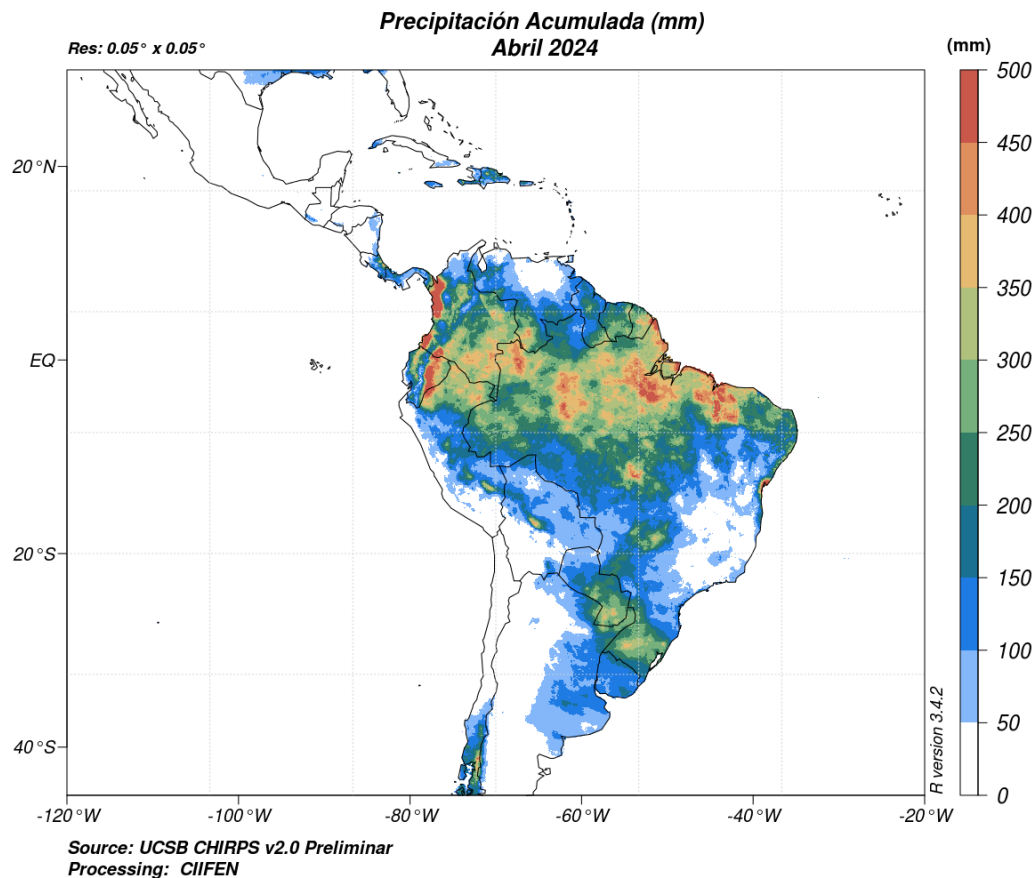 Precipitación Acumulada (mm)
Abril 2024
Res: 0.05° x 0.05°
(mm)
500
450
400
350
300
250
200
150
100
50
0
20°N
EQ
20°S
40°S
-120°W
-100°W
-80°W
-60°W
-40°W
-20°W
R version 3.4.2
Source: UCSB CHIRPS v2.0 Preliminar
Processing: CIIFEN